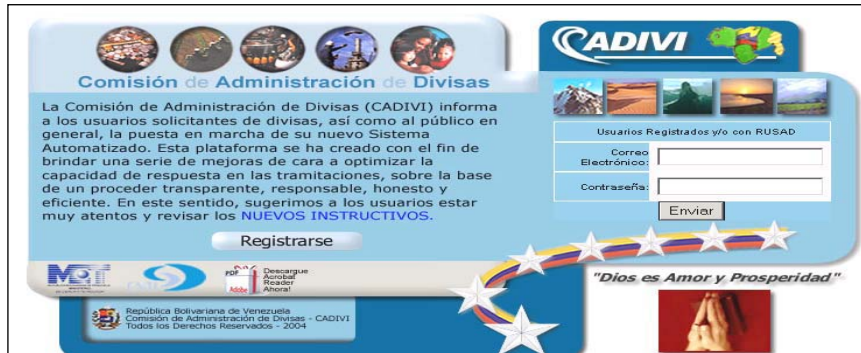 Comisión de Administración de Divisas
La Comisión de Administración de Divisas (CADIVI) informa
a los usuarios solicitantes de divisas, así como al público en
general, la puesta en marcha de su nuevo Sistema
Automatizado. Esta plataforma se ha creado con el fin de
brindar una serie de mejoras de cara a optimizar la
capacidad de respuesta en las tramitaciones, sobre la base
de un proceder transparente, responsable, honesto y
eficiente. En este sentido, sugerimos a los usuarios estar
muy atentos y revisar los NUEVOS INSTRUCTIVOS.
Registrarse
PDF
Adobe
Descargue
Acrobat
Reader
Ahora!
República Bolivariana de Venezuela
Comisión de Administración de Divisas - CADIVI
Todos los Derechos Reservados - 2004
CADIVI
Usuarios Registrados y/o con RUSAD
Correo
Electrónico:
Contraseña:
Enviar
"Dios es Amor y Prosperidad"